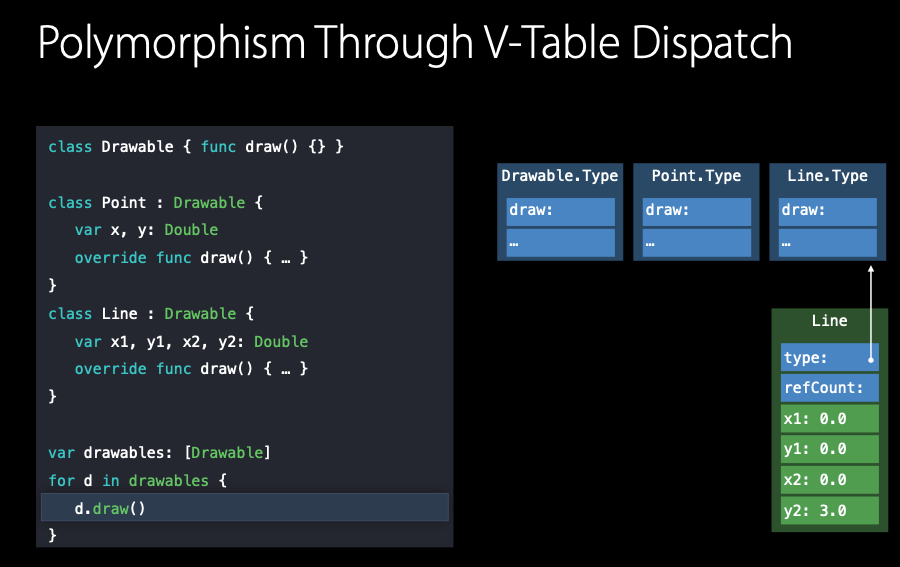 Polymorphism Through V-Table Dispatch
class Drawable { func draw() {} }
class Point : Drawable {
var x, y: Double
override func draw() { … }
}
class Line : Drawable {
var x1, y1, x2, y2: Double
override func draw() { … }
}
var drawables: [Drawable]
for d in drawables {
d.draw()
}
Drawable.Type
draw:
…
Point.Type
draw:
…
Line.Type
draw:
…
Line
type:
refCount:
x1: 0.0
y1: 0.0
x2: 0.0
y2: 3.0